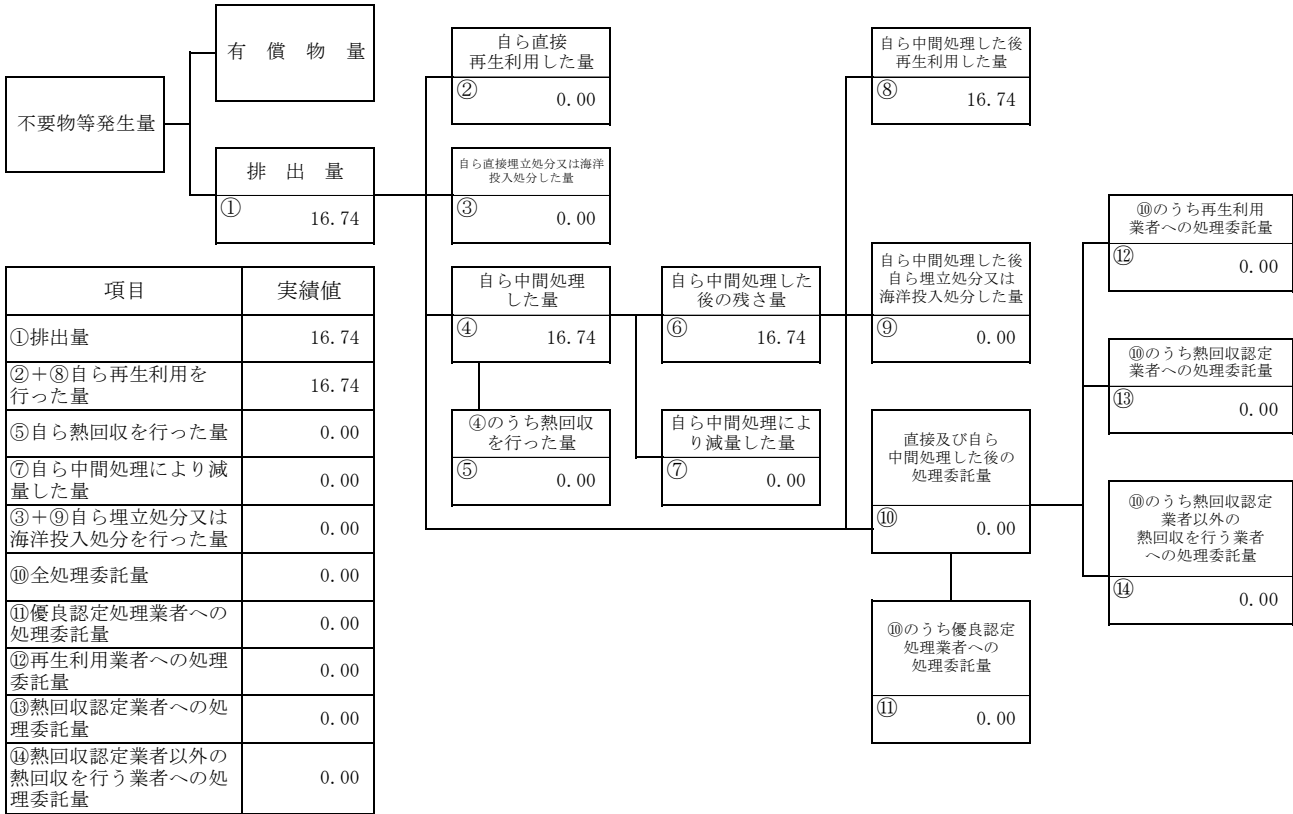 有 償 物 量
不要物等発生量
排 出 量
① 16.74
自ら直接
再生利用した量
② 0.00
自ら直接埋立処分又は海洋
投入処分した量
③ 0.00
自ら中間処理
した量
④ 16.74
④のうち熱回収
を行った量
⑤ 0.00
自ら中間処理した
後の残さ量
⑥ 16.74
自ら中間処理によ
り減量した量
⑦ 0.00
自ら中間処理した後
再生利用した量
⑧ 16.74
自ら中間処理した後
自ら埋立処分又は
海洋投入処分した量
⑨ 0.00
直接及び自ら
中間処理した後の
処理委託量
⑩ 0.00
⑩のうち優良認定
処理業者への
処理委託量
⑪ 0.00
⑩のうち再生利用
業者への処理委託量
⑫ 0.00
⑩のうち熱回収認定
業者への処理委託量
⑬ 0.00
⑩のうち熱回収認定
業者以外の
熱回収を行う業者
への処理委託量
⑭ 0.00
項目 実績値
①排出量 16.74
②+⑧自ら再生利用を
行った量 16.74
⑤自ら熱回収を行った量 0.00
⑦自ら中間処理により減
量した量 0.00
③+⑨自ら埋立処分又は
海洋投入処分を行った量 0.00
⑩全処理委託量 0.00
⑪優良認定処理業者への
処理委託量 0.00
⑫再生利用業者への処理
委託量 0.00
⑬熱回収認定業者への処
理委託量 0.00
⑭熱回収認定業者以外の
熱回収を行う業者への処
理委託量 0.00